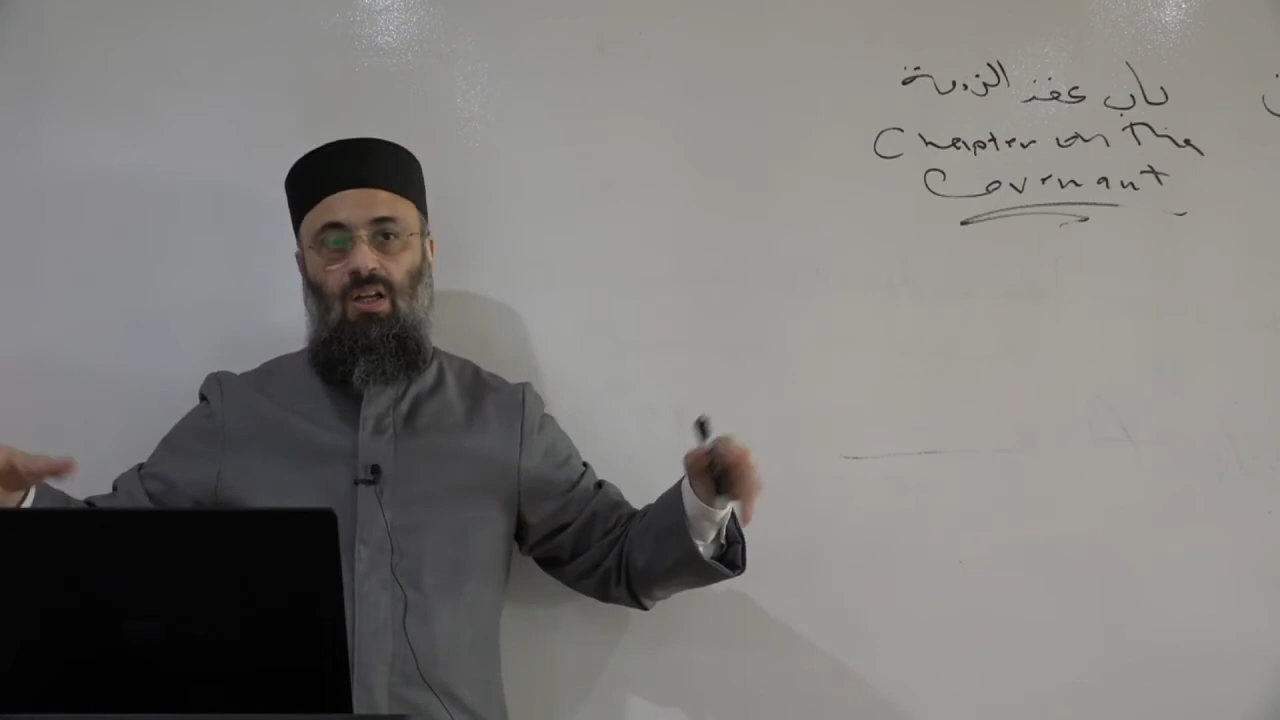 باب عقد الذمة
Chapter on the
Covenant